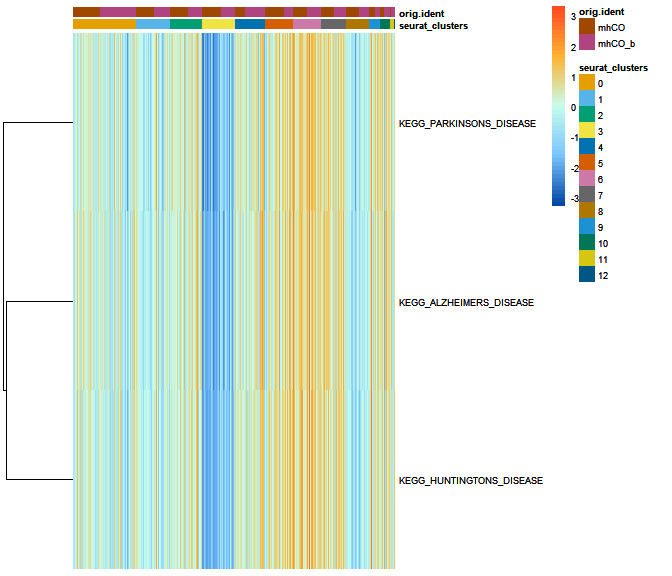 orig.ident
seurat_clusters
KEGG_PARKINSONS_DISEASE
KEGG_ALZHEIMERS_DISEASE
KEGG_HUNTINGTONS_DISEASE
3
2
1
0
-1
-2
-3
orig.ident
mhCO
mhCO_b
seurat_clusters
0
1
2
3
4
5
6
7
8
9
10
11
12